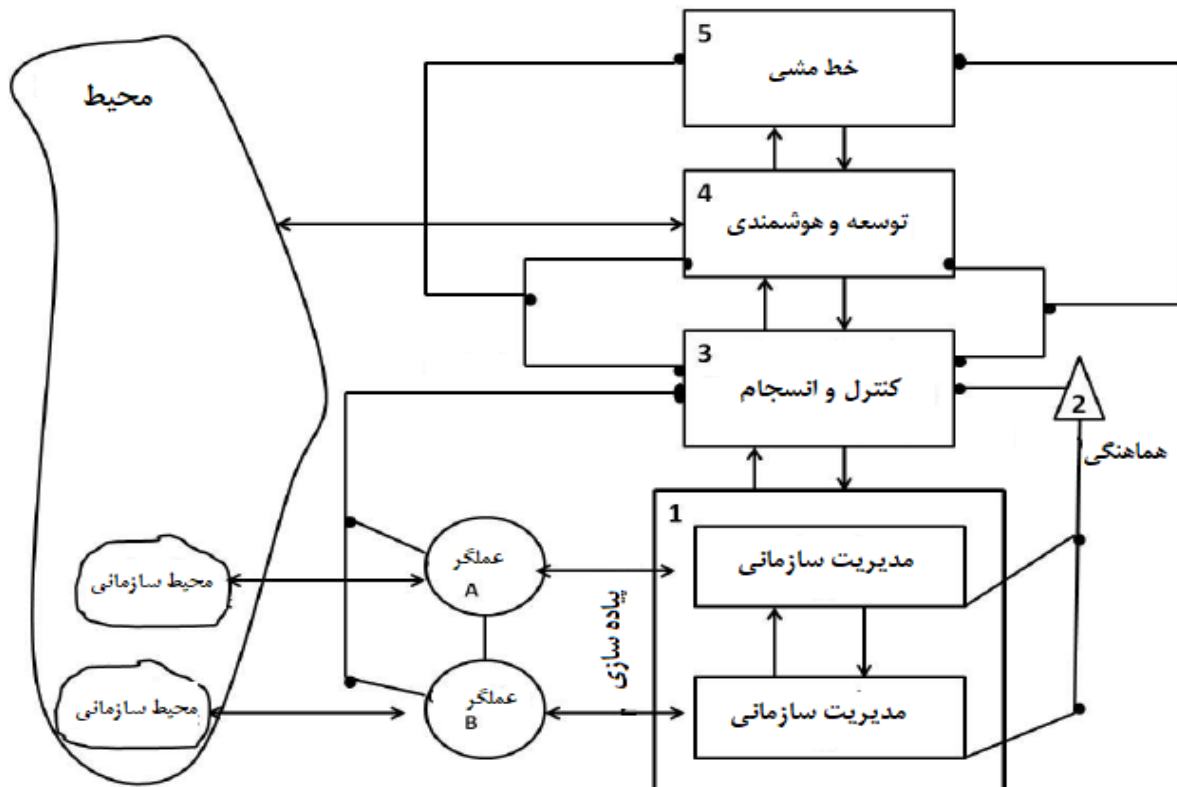 محیط
5
خط مشی
4
توسعه و هوشمندی
3
کنترل و انسجام
2
هماهنگی
1
مدیریت سازمانی
مدیریت سازمانی
پیاده سازی
عملگر
A
عملگر
B
محیط سازمانی
محیط سازمانی